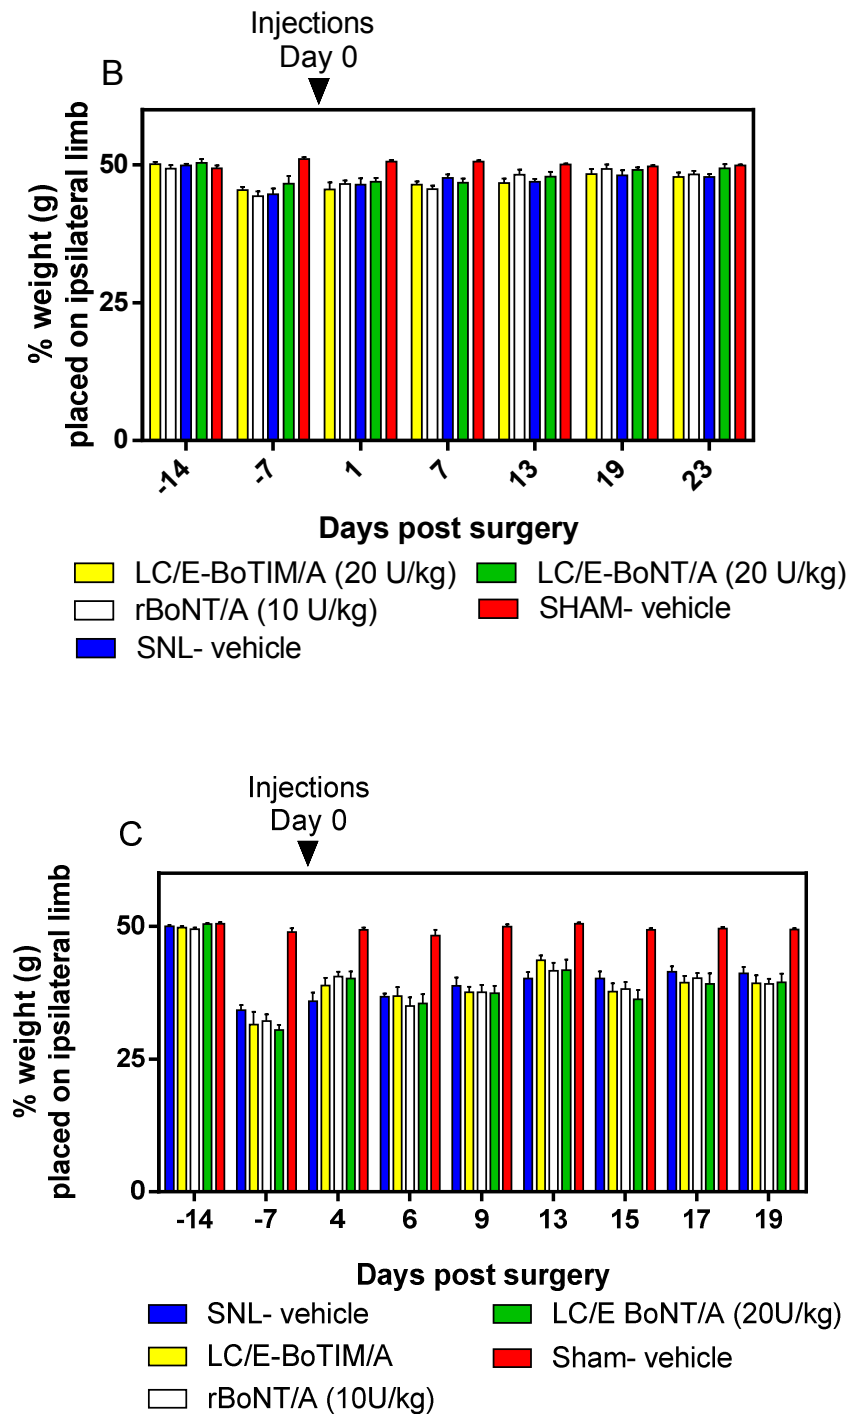 Injections
Day 0
B
% weight (g)
placed on ipsilateral limb
50
25
0
-14 -7 1 7 13 19 23
Days post surgery
LC/E-BoTIM/A (20 U/kg) LC/E-BoNT/A (20 U/kg)
rBoNT/A (10 U/kg) SHAM- vehicle
SNL- vehicle
Injections
Day 0
C
% weight (g)
placed on ipsilateral limb
50
25
0
-14 -7 4 6 9 13 15 17 19
Days post surgery
SNL- vehicle LC/E BoNT/A (20U/kg)
LC/E-BoTIM/A Sham- vehicle
rBoNT/A (10U/kg)